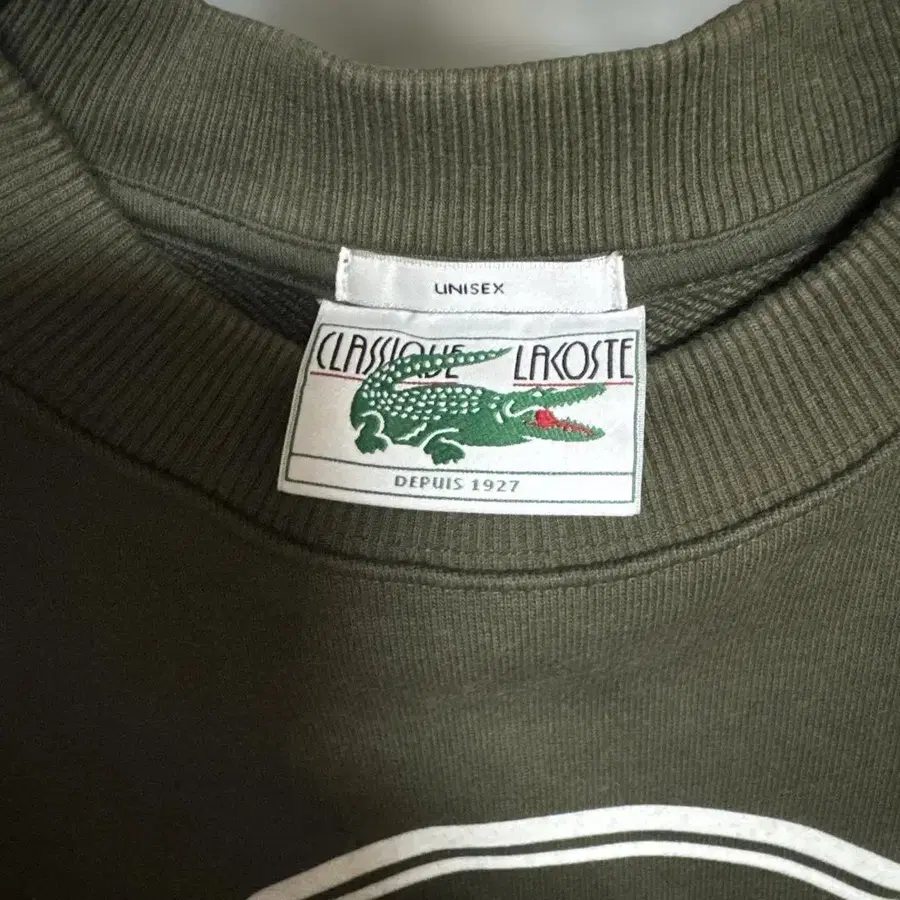 UNISEX
CLASSIQUE LACOSTE
DEPUIS 1927